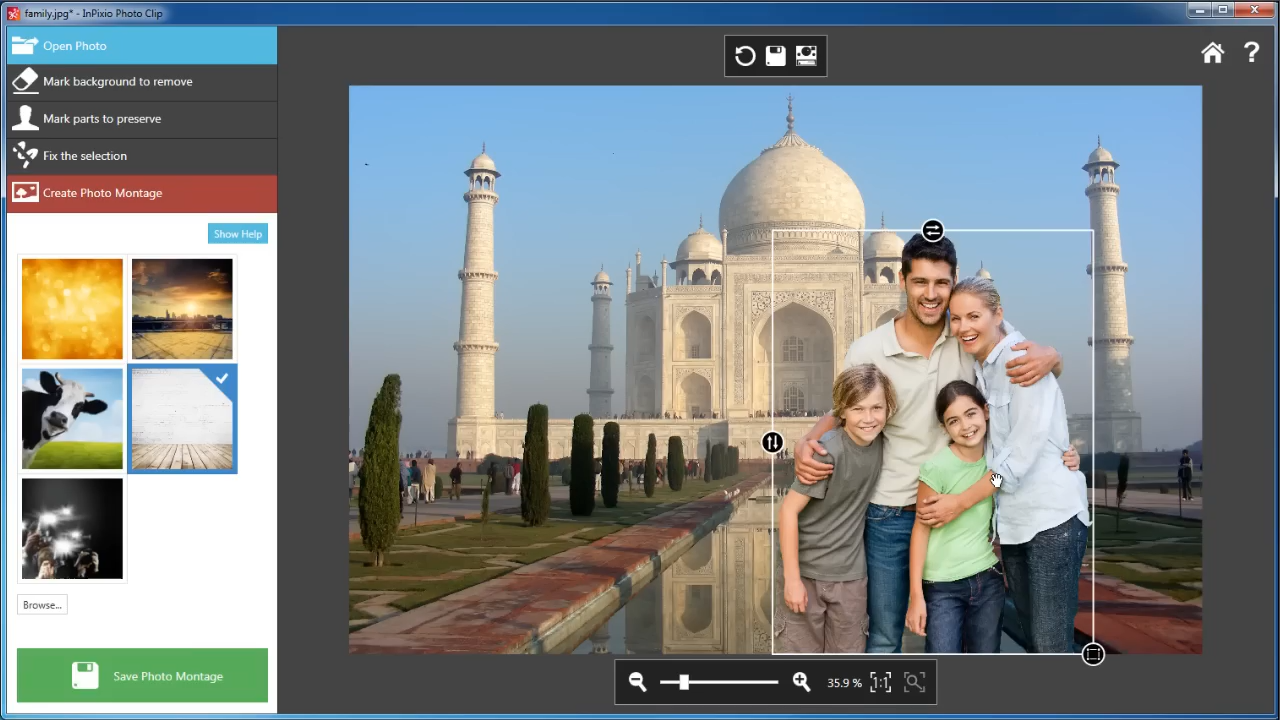 family.jpg* - InPixio Photo Clip
Open Photo
Mark background to remove
Mark parts to preserve
Fix the selection
Create Photo Montage
Show Help
Browse...
Save Photo Montage
?
35.9 %
1:1